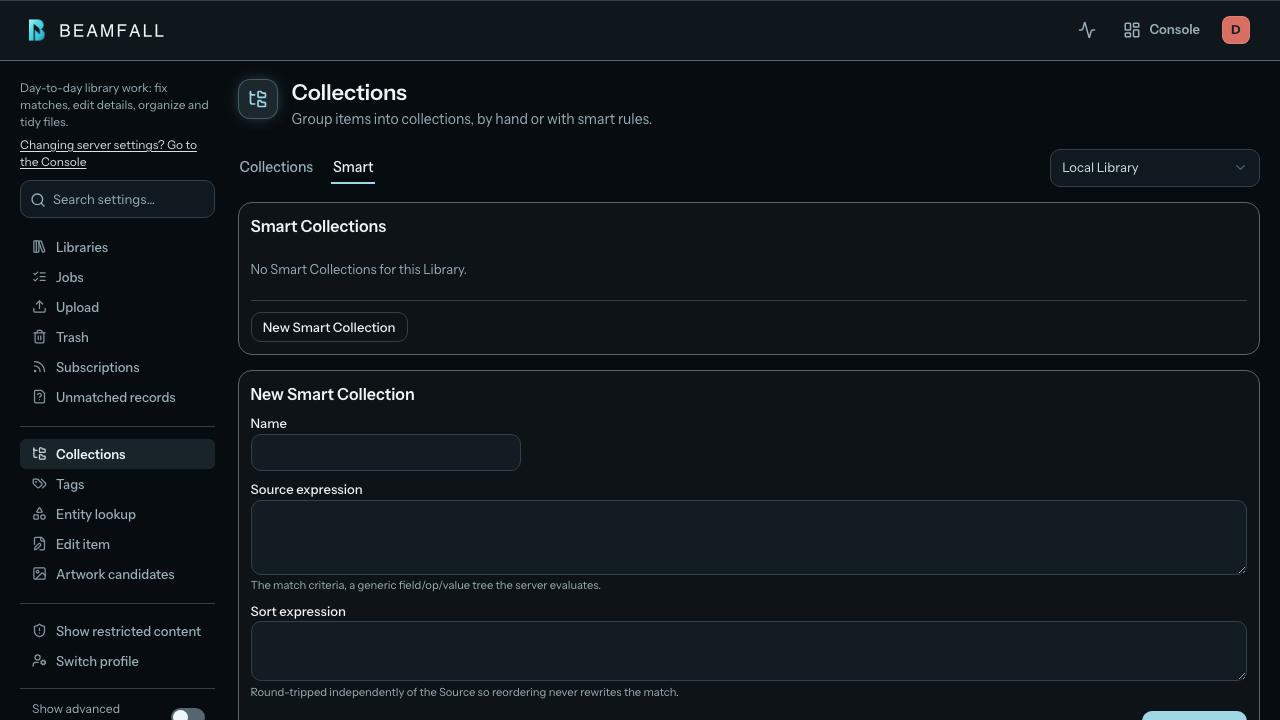 BEAMFALL
Console
D
Day-to-day library work: fix
matches, edit details, organize and
tidy files.
Changing server settings? Go to
the Console
Search settings...
Libraries
Jobs
Upload
Trash
Subscriptions
Unmatched records
Collections
Tags
Entity lookup
Edit item
Artwork candidates
Show restricted content
Switch profile
Show advanced
Collections
Group items into collections, by hand or with smart rules.
Collections
Smart
Local Library
Smart Collections
No Smart Collections for this Library.
New Smart Collection
New Smart Collection
Name
Source expression
The match criteria, a generic field/op/value tree the server evaluates.
Sort expression
Round-tripped independently of the Source so reordering never rewrites the match.